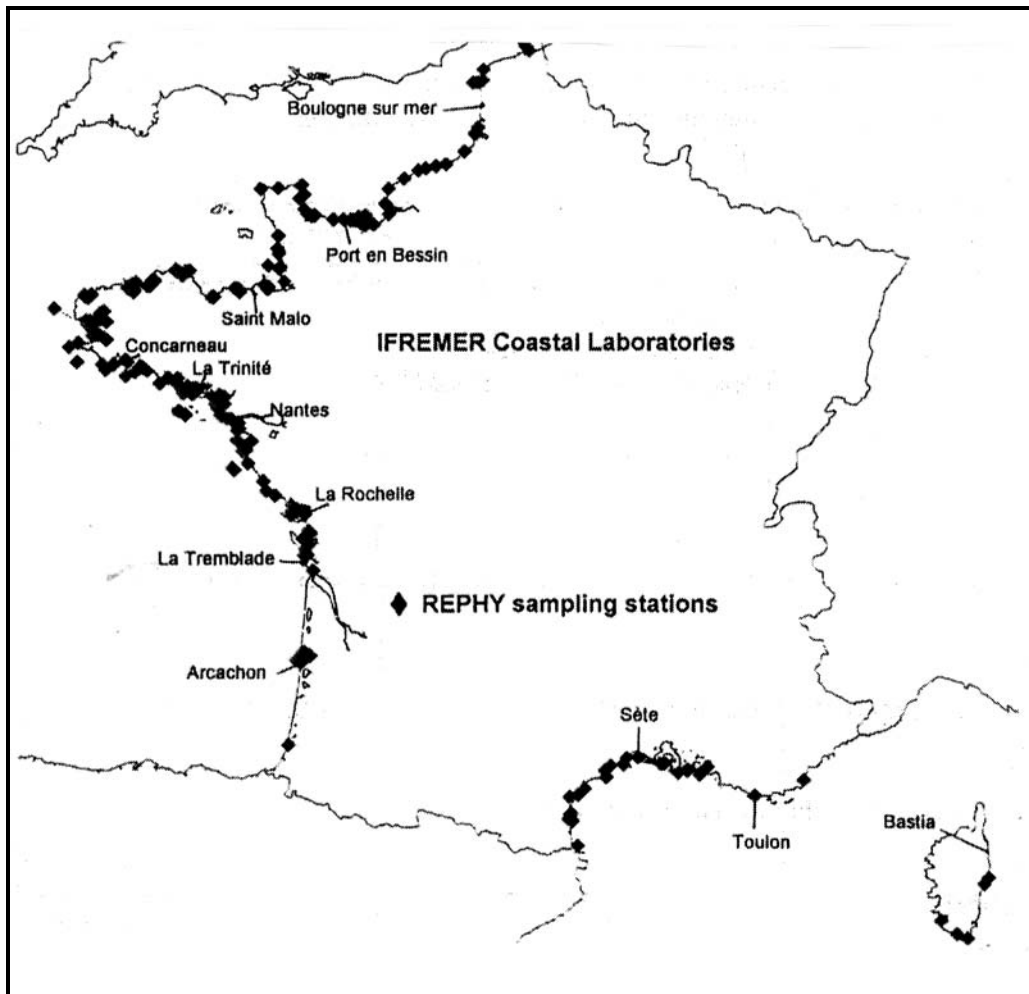 Boulogne sur mer
Port en Bessin
Saint Malo
IFREMER Coastal Laboratories
Concarneau
La Trinité
Nantes
La Rochelle
La Tremblade
REPHY sampling stations
Arcachon
Sète
Toulon
Bastia